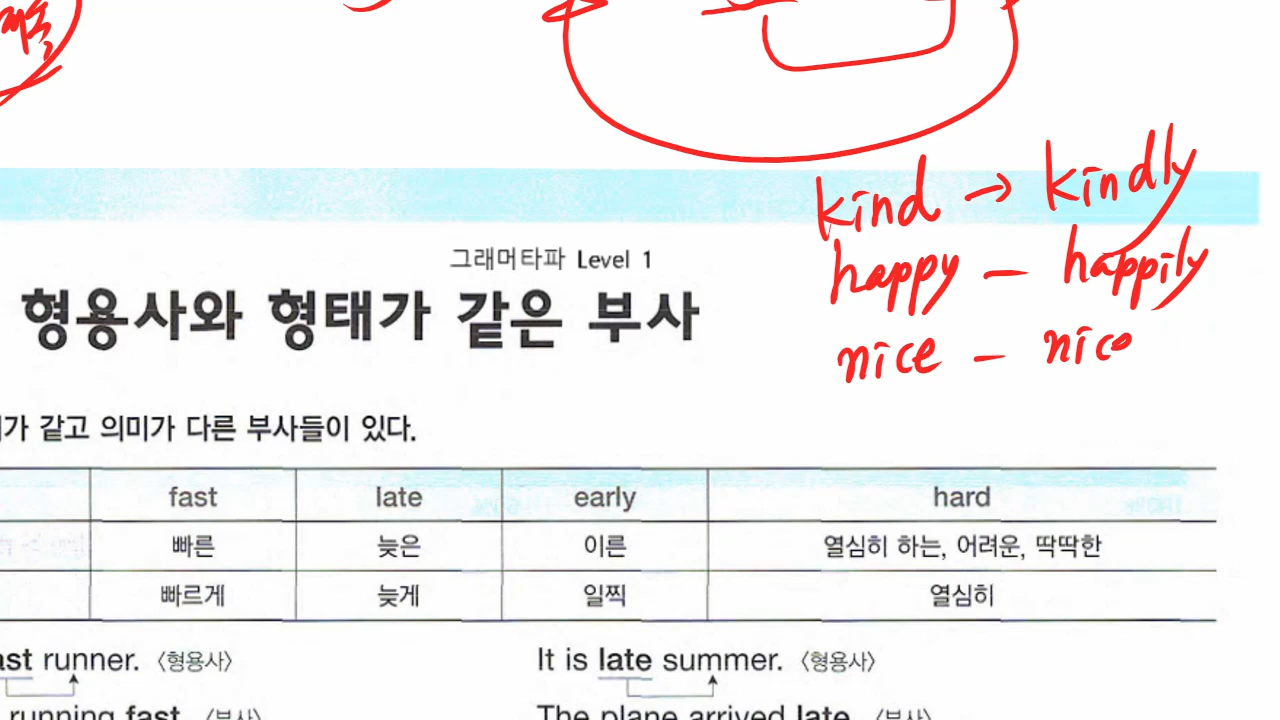 kind → kindly
그래머타파 Level 1
happy – happily
형용사와 형태가 같은 부사
nice – nice
가 같고 의미가 다른 부사들이 있다.
fast late early hard
빠른 늦은 이른 열심히 하는, 어려운, 딱딱한
빠르게 늦게 일찍 열심히
ast runner. 〈형용사〉 It is late summer. 〈형용사〉
running fast. 〈부사〉 The plane arrived late. 〈부사〉